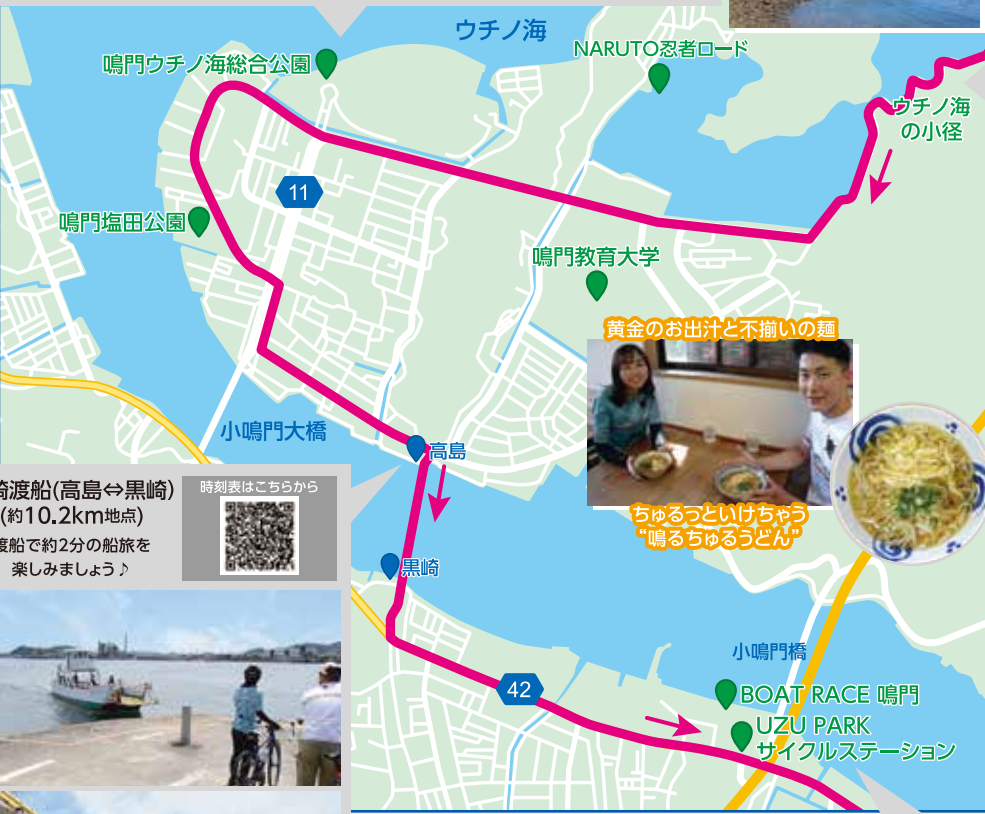 ウチノ海
NARUTO忍者ロード
鳴門ウチノ海総合公園
ウチノ海
の小径
11
鳴門塩田公園
鳴門教育大学
黄金のお出汁と不揃いの麺
ちゅるっといけちゃう
“鳴るちゅるうどん”
小鳴門大橋
高島
崎渡船(高島⇔黒崎)
(約10.2km地点)
渡船で約2分の船旅を
楽しみましょう♪
時刻表はこちらから
黒崎
小鳴門橋
42
BOAT RACE 鳴門
UZU PARK
サイクルステーション